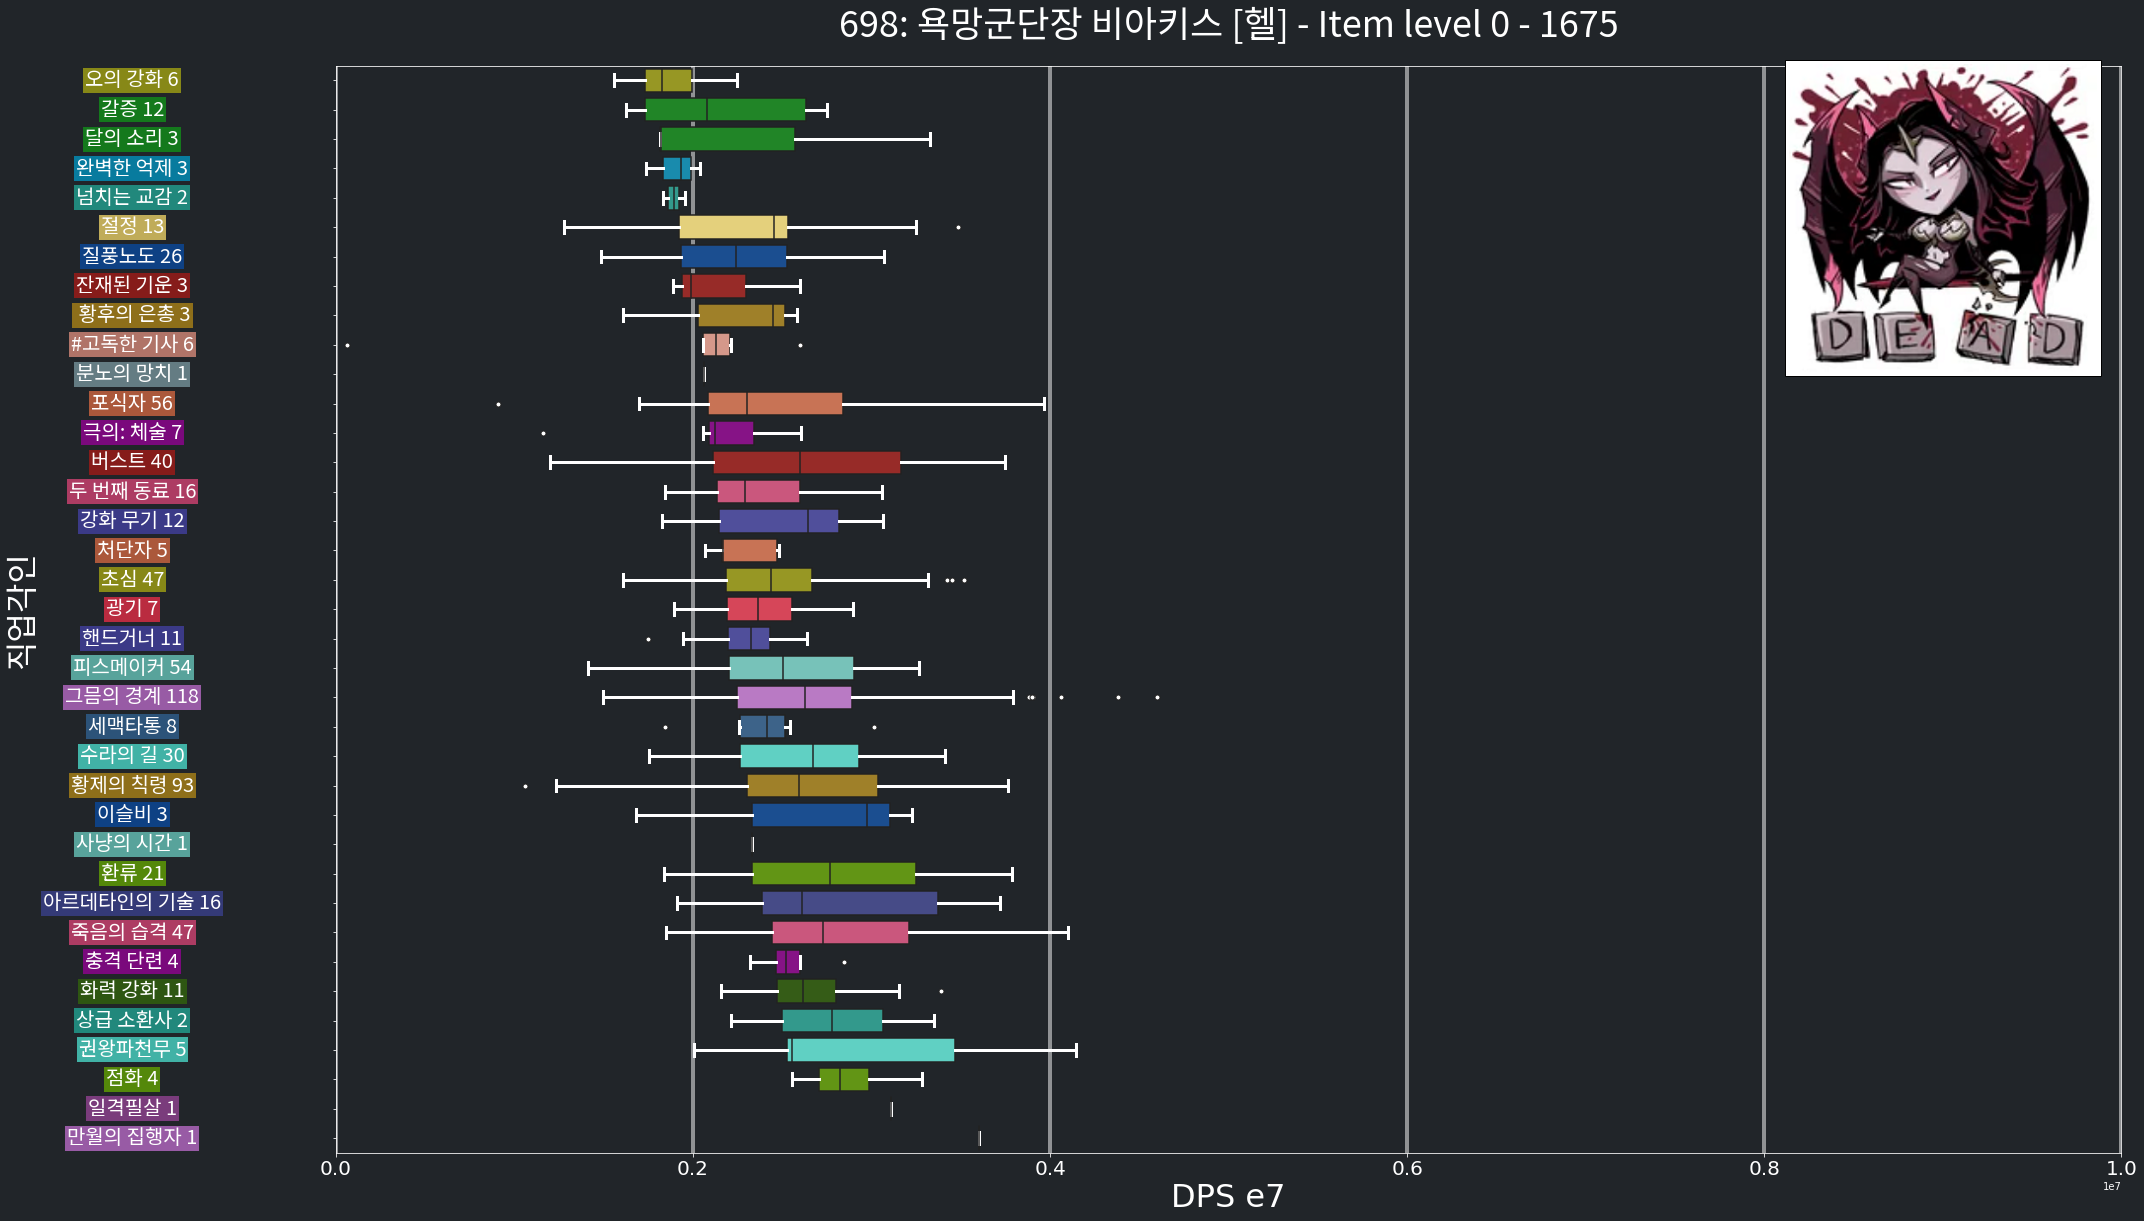 698: 욕망군단장 비아키스 [헬] - Item level 0 - 1675
직업각인
오의 강화 6
갈증 12
달의 소리 3
완벽한 억제 3
넘치는 교감 2
절정 13
질풍노도 26
잔재된 기운 3
황후의 은총 3
#고독한 기사 6
분노의 망치 1
포식자 56
극의: 체술 7
버스트 40
두 번째 동료 16
강화 무기 12
처단자 5
초심 47
광기 7
핸드거너 11
피스메이커 54
그믐의 경계 118
세맥타통 8
수라의 길 30
황제의 칙령 93
이슬비 3
사냥의 시간 1
환류 21
아르데타인의 기술 16
죽음의 습격 47
충격 단련 4
화력 강화 11
상급 소환사 2
권왕파천무 5
점화 4
일격필살 1
만월의 집행자 1
DEAD
0.0 0.2 0.4 0.6 0.8 1.0
1e7
DPS e7